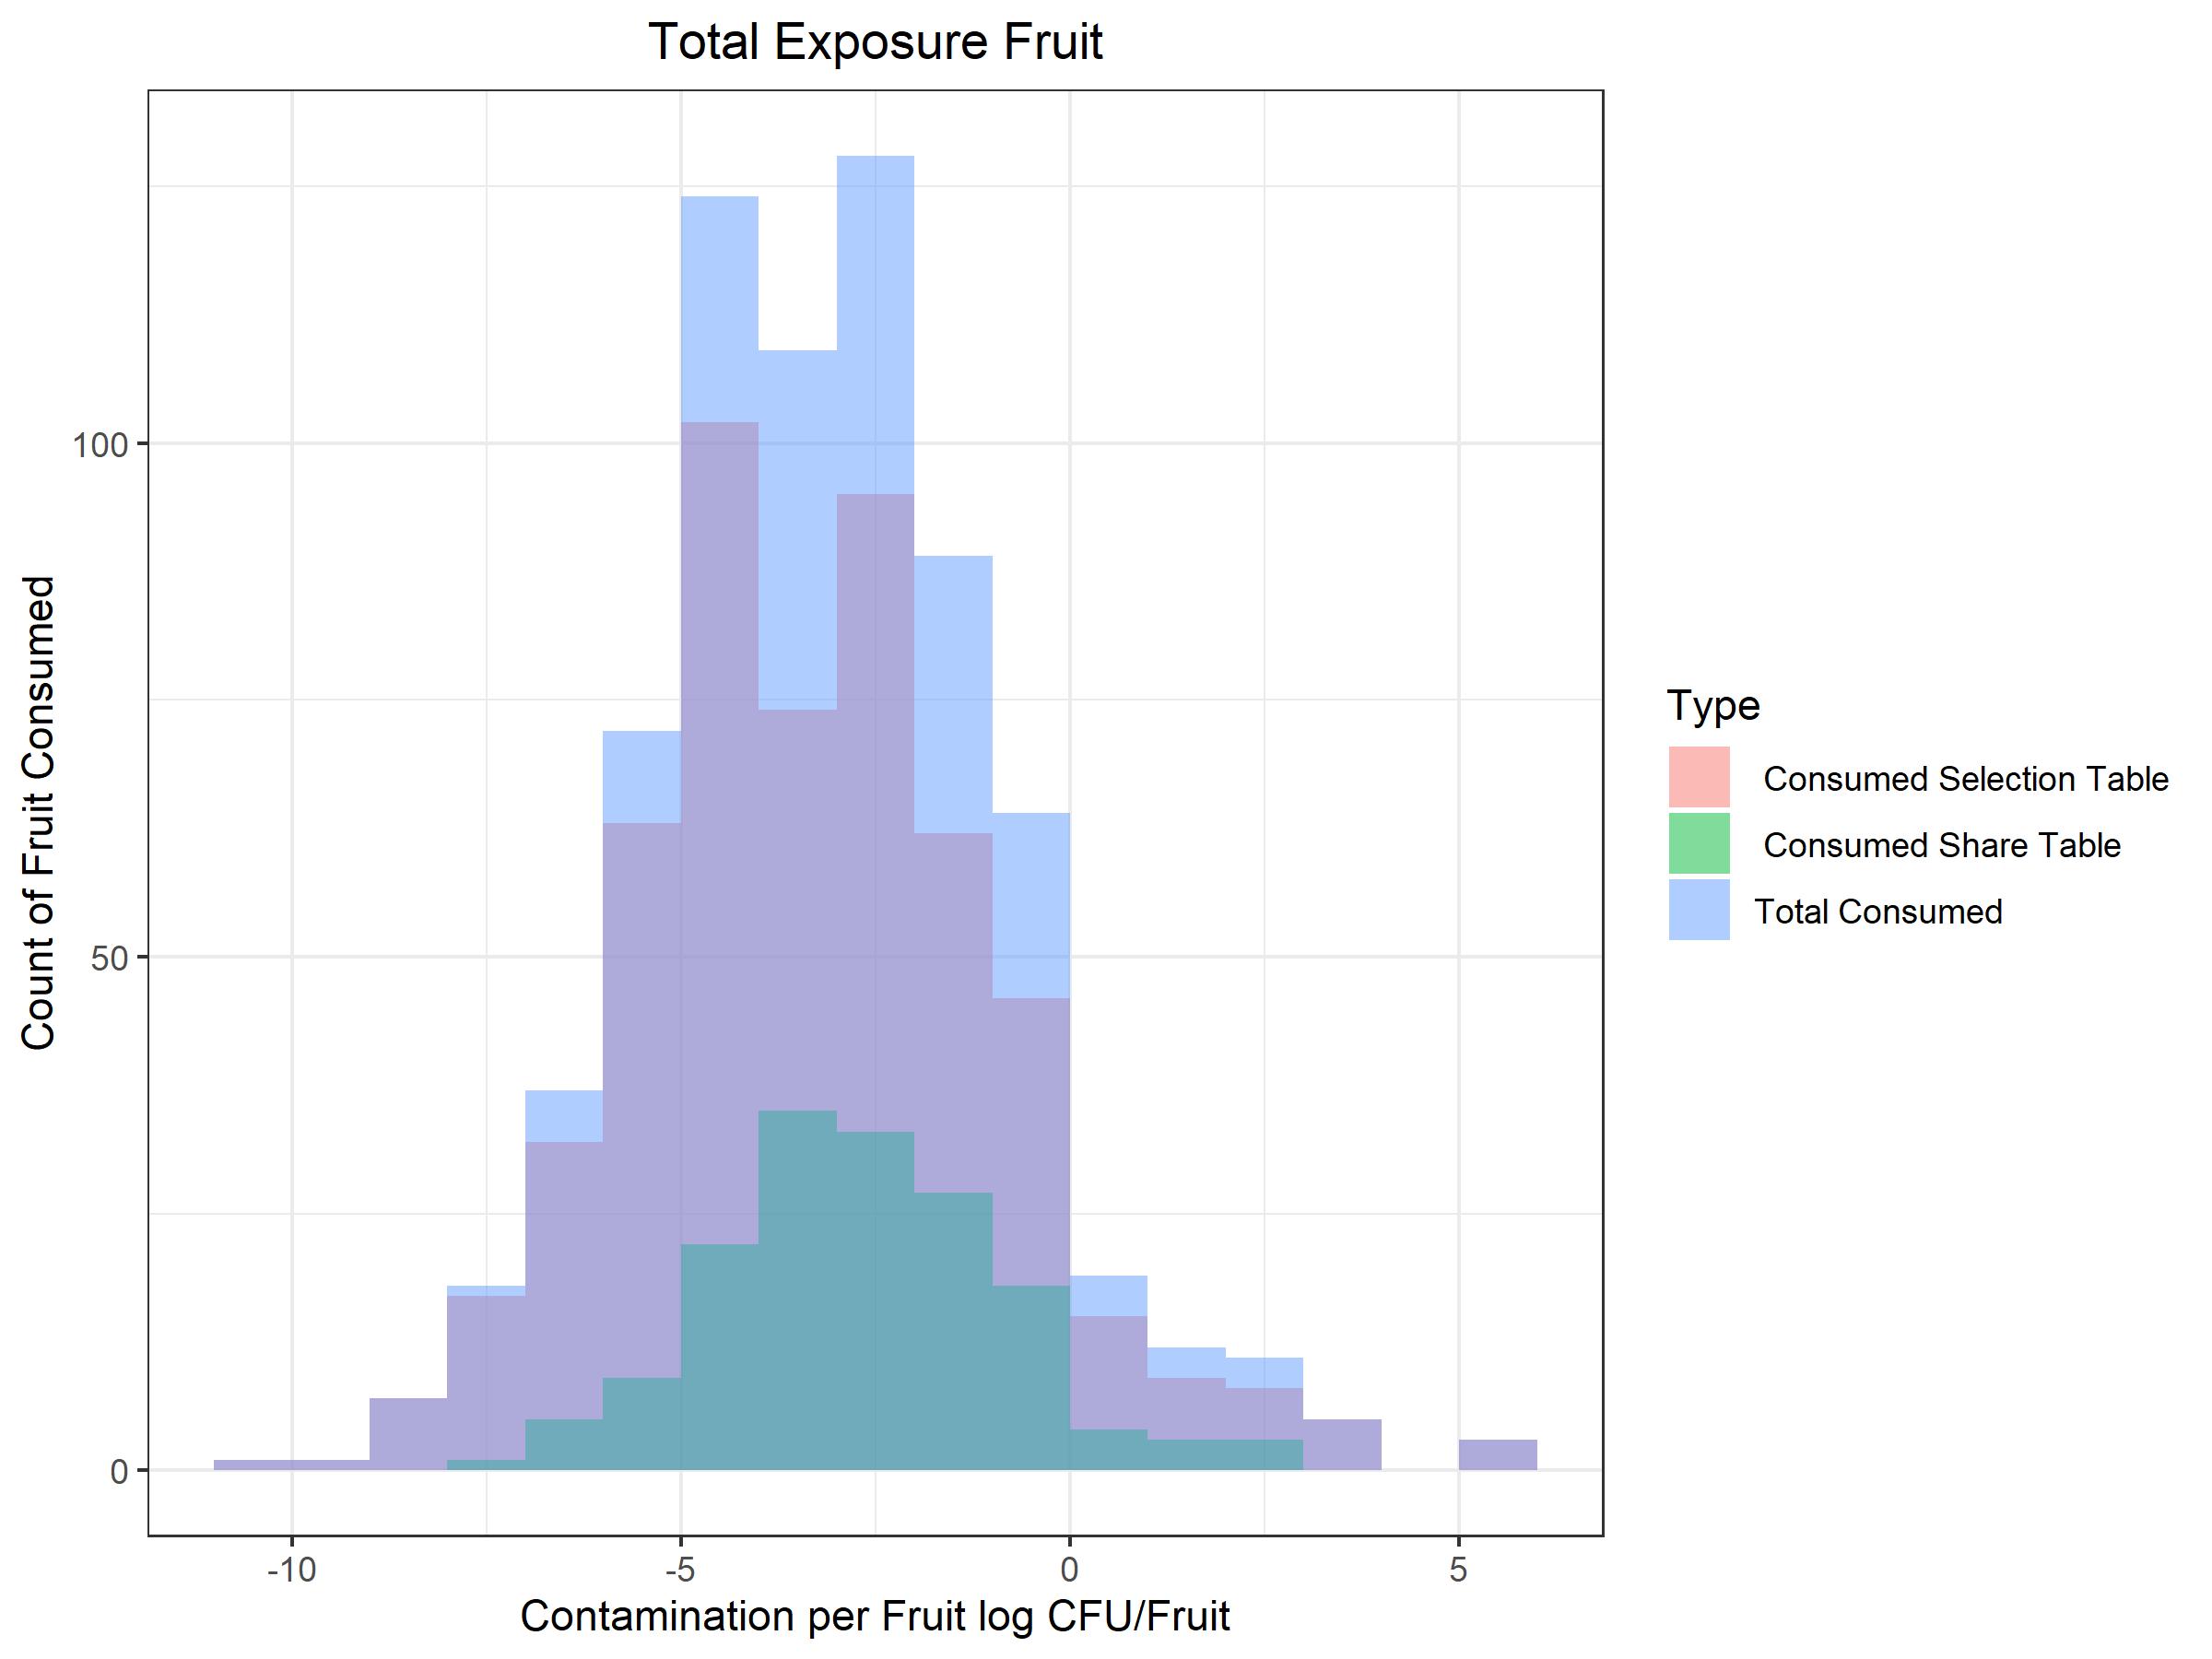 Total Exposure Fruit
Count of Fruit Consumed
100
50
0
-10
-5
0
5
Contamination per Fruit log CFU/Fruit
Type
Consumed Selection Table
Consumed Share Table
Total Consumed